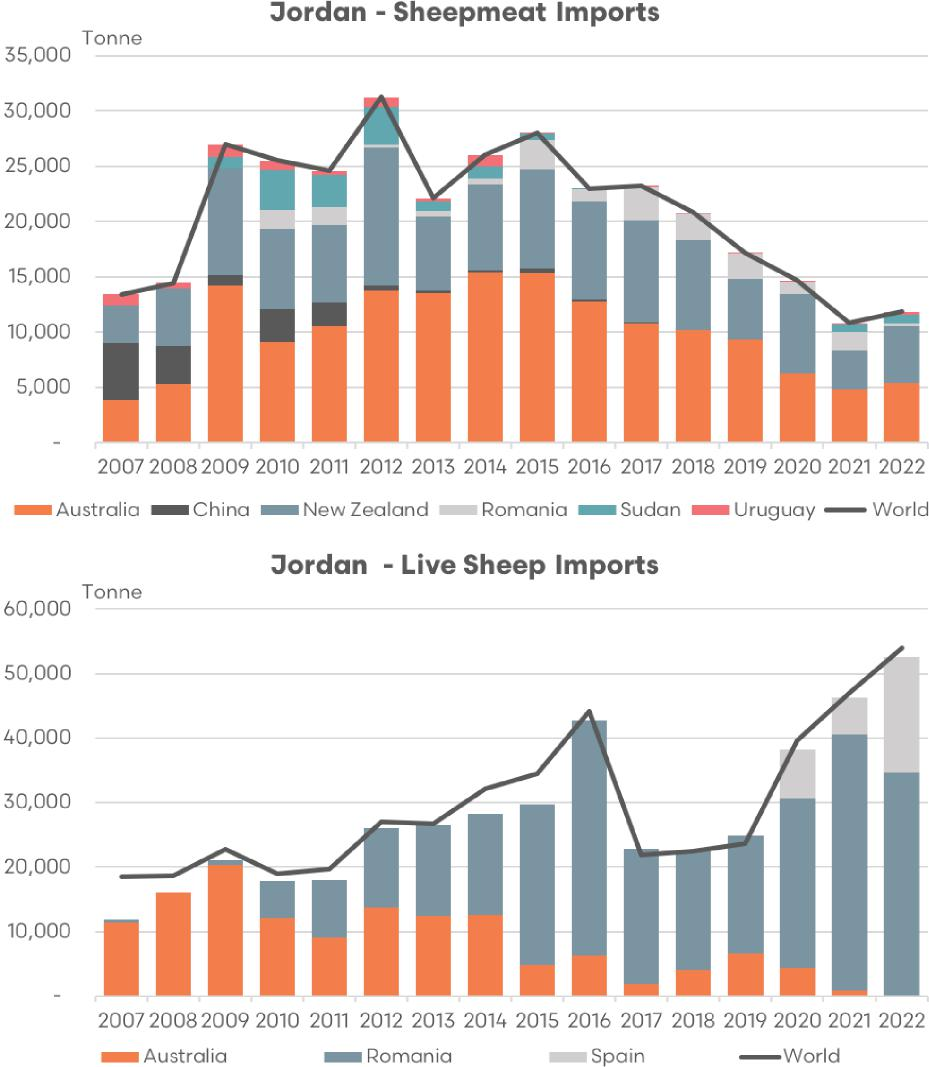 Jordan - Sheepmeat Imports
Tonne
35,000
30,000
25,000
20,000
15,000
10,000
5,000
-
2007 2008 2009 2010 2011 2012 2013 2014 2015 2016 2017 2018 2019 2020 2021 2022
Australia China New Zealand Romania Sudan Uruguay World
Jordan - Live Sheep Imports
Tonne
60,000
50,000
40,000
30,000
20,000
10,000
-
2007 2008 2009 2010 2011 2012 2013 2014 2015 2016 2017 2018 2019 2020 2021 2022
Australia Romania Spain World